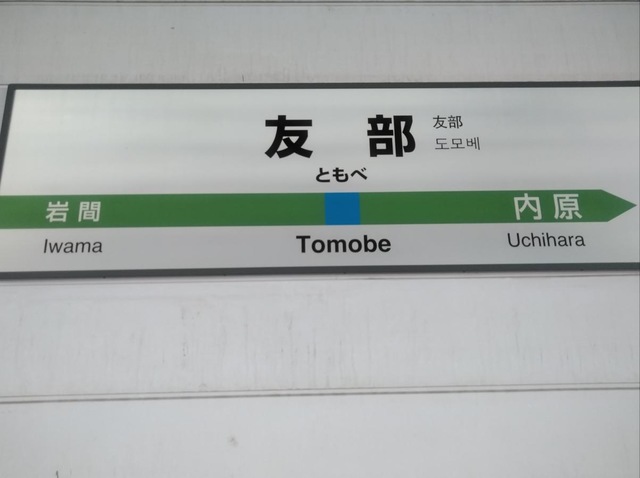 友部
友部
도모베
ともべ
岩間
内原
Iwama
Tomobe
Uchihara